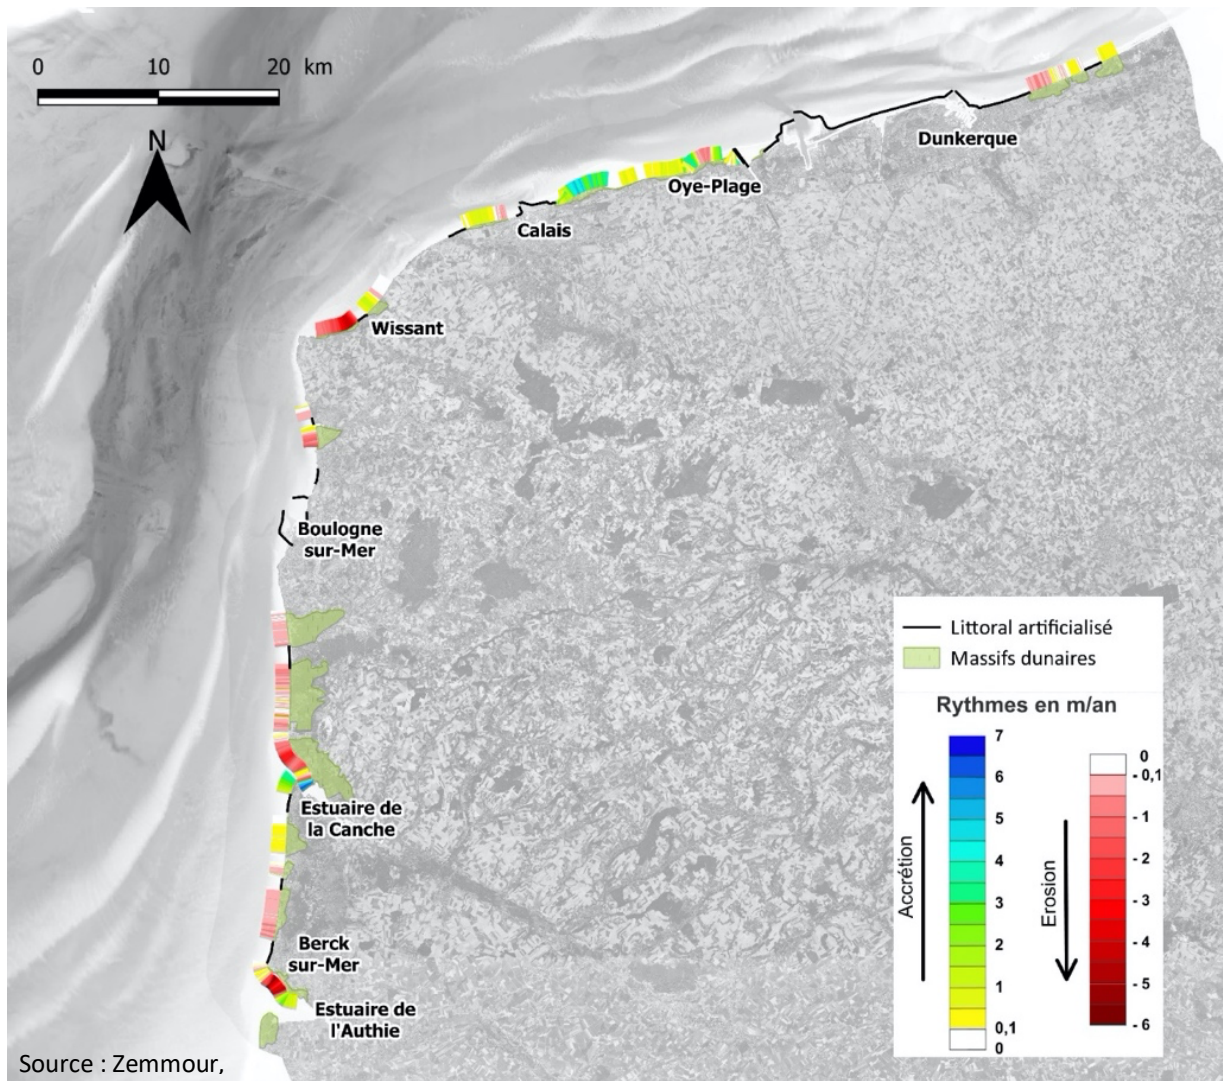 0 10 20 km
N
Dunkerque
Oye-Plage
Calais
Wissant
Boulogne
sur-Mer
Estuaire de
la Canche
Berck
sur-Mer
Estuaire de
l'Authie
Littoral artificialisé
Massifs dunaires
Rythmes en m/an
Accrétion
7
6
5
4
3
2
1
0,1
0
Erosion
0
- 0,1
- 1
- 2
- 3
- 4
- 5
- 6
Source : Zemmour,